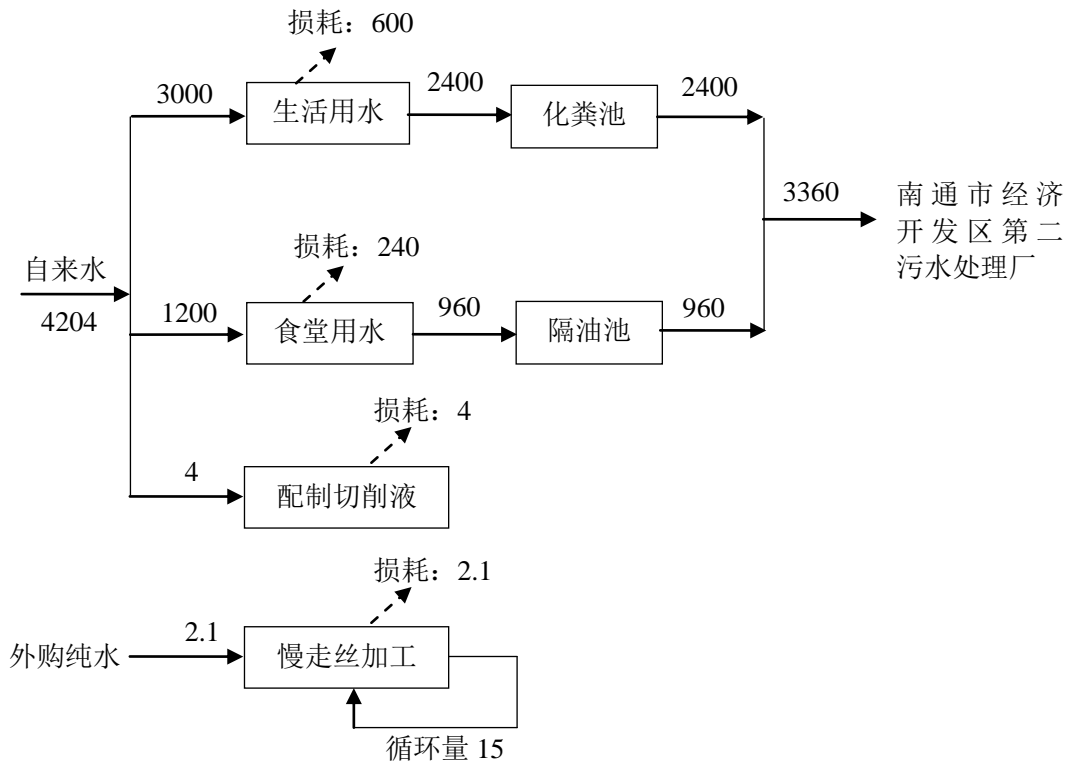 损耗：600
3000
生活用水
2400
化粪池
2400
3360
南通市经济
开发区第二
污水处理厂
损耗：240
自来水
4204
1200
食堂用水
960
隔油池
960
损耗：4
4
配制切削液
损耗：2.1
外购纯水
2.1
慢走丝加工
循环量 15